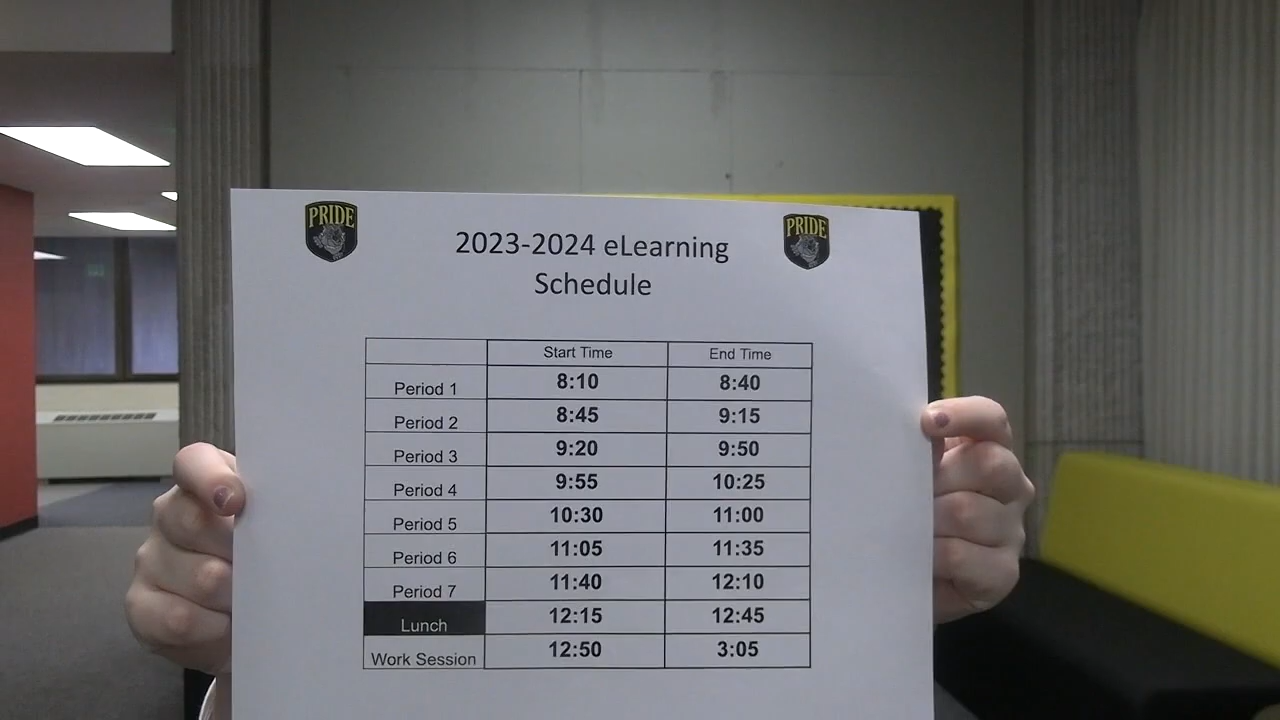 PRIDE
PRIDE
2023-2024 eLearning
Schedule
Start Time End Time
Period 1 8:10 8:40
Period 2 8:45 9:15
Period 3 9:20 9:50
Period 4 9:55 10:25
Period 5 10:30 11:00
Period 6 11:05 11:35
Period 7 11:40 12:10
Lunch 12:15 12:45
Work Session 12:50 3:05